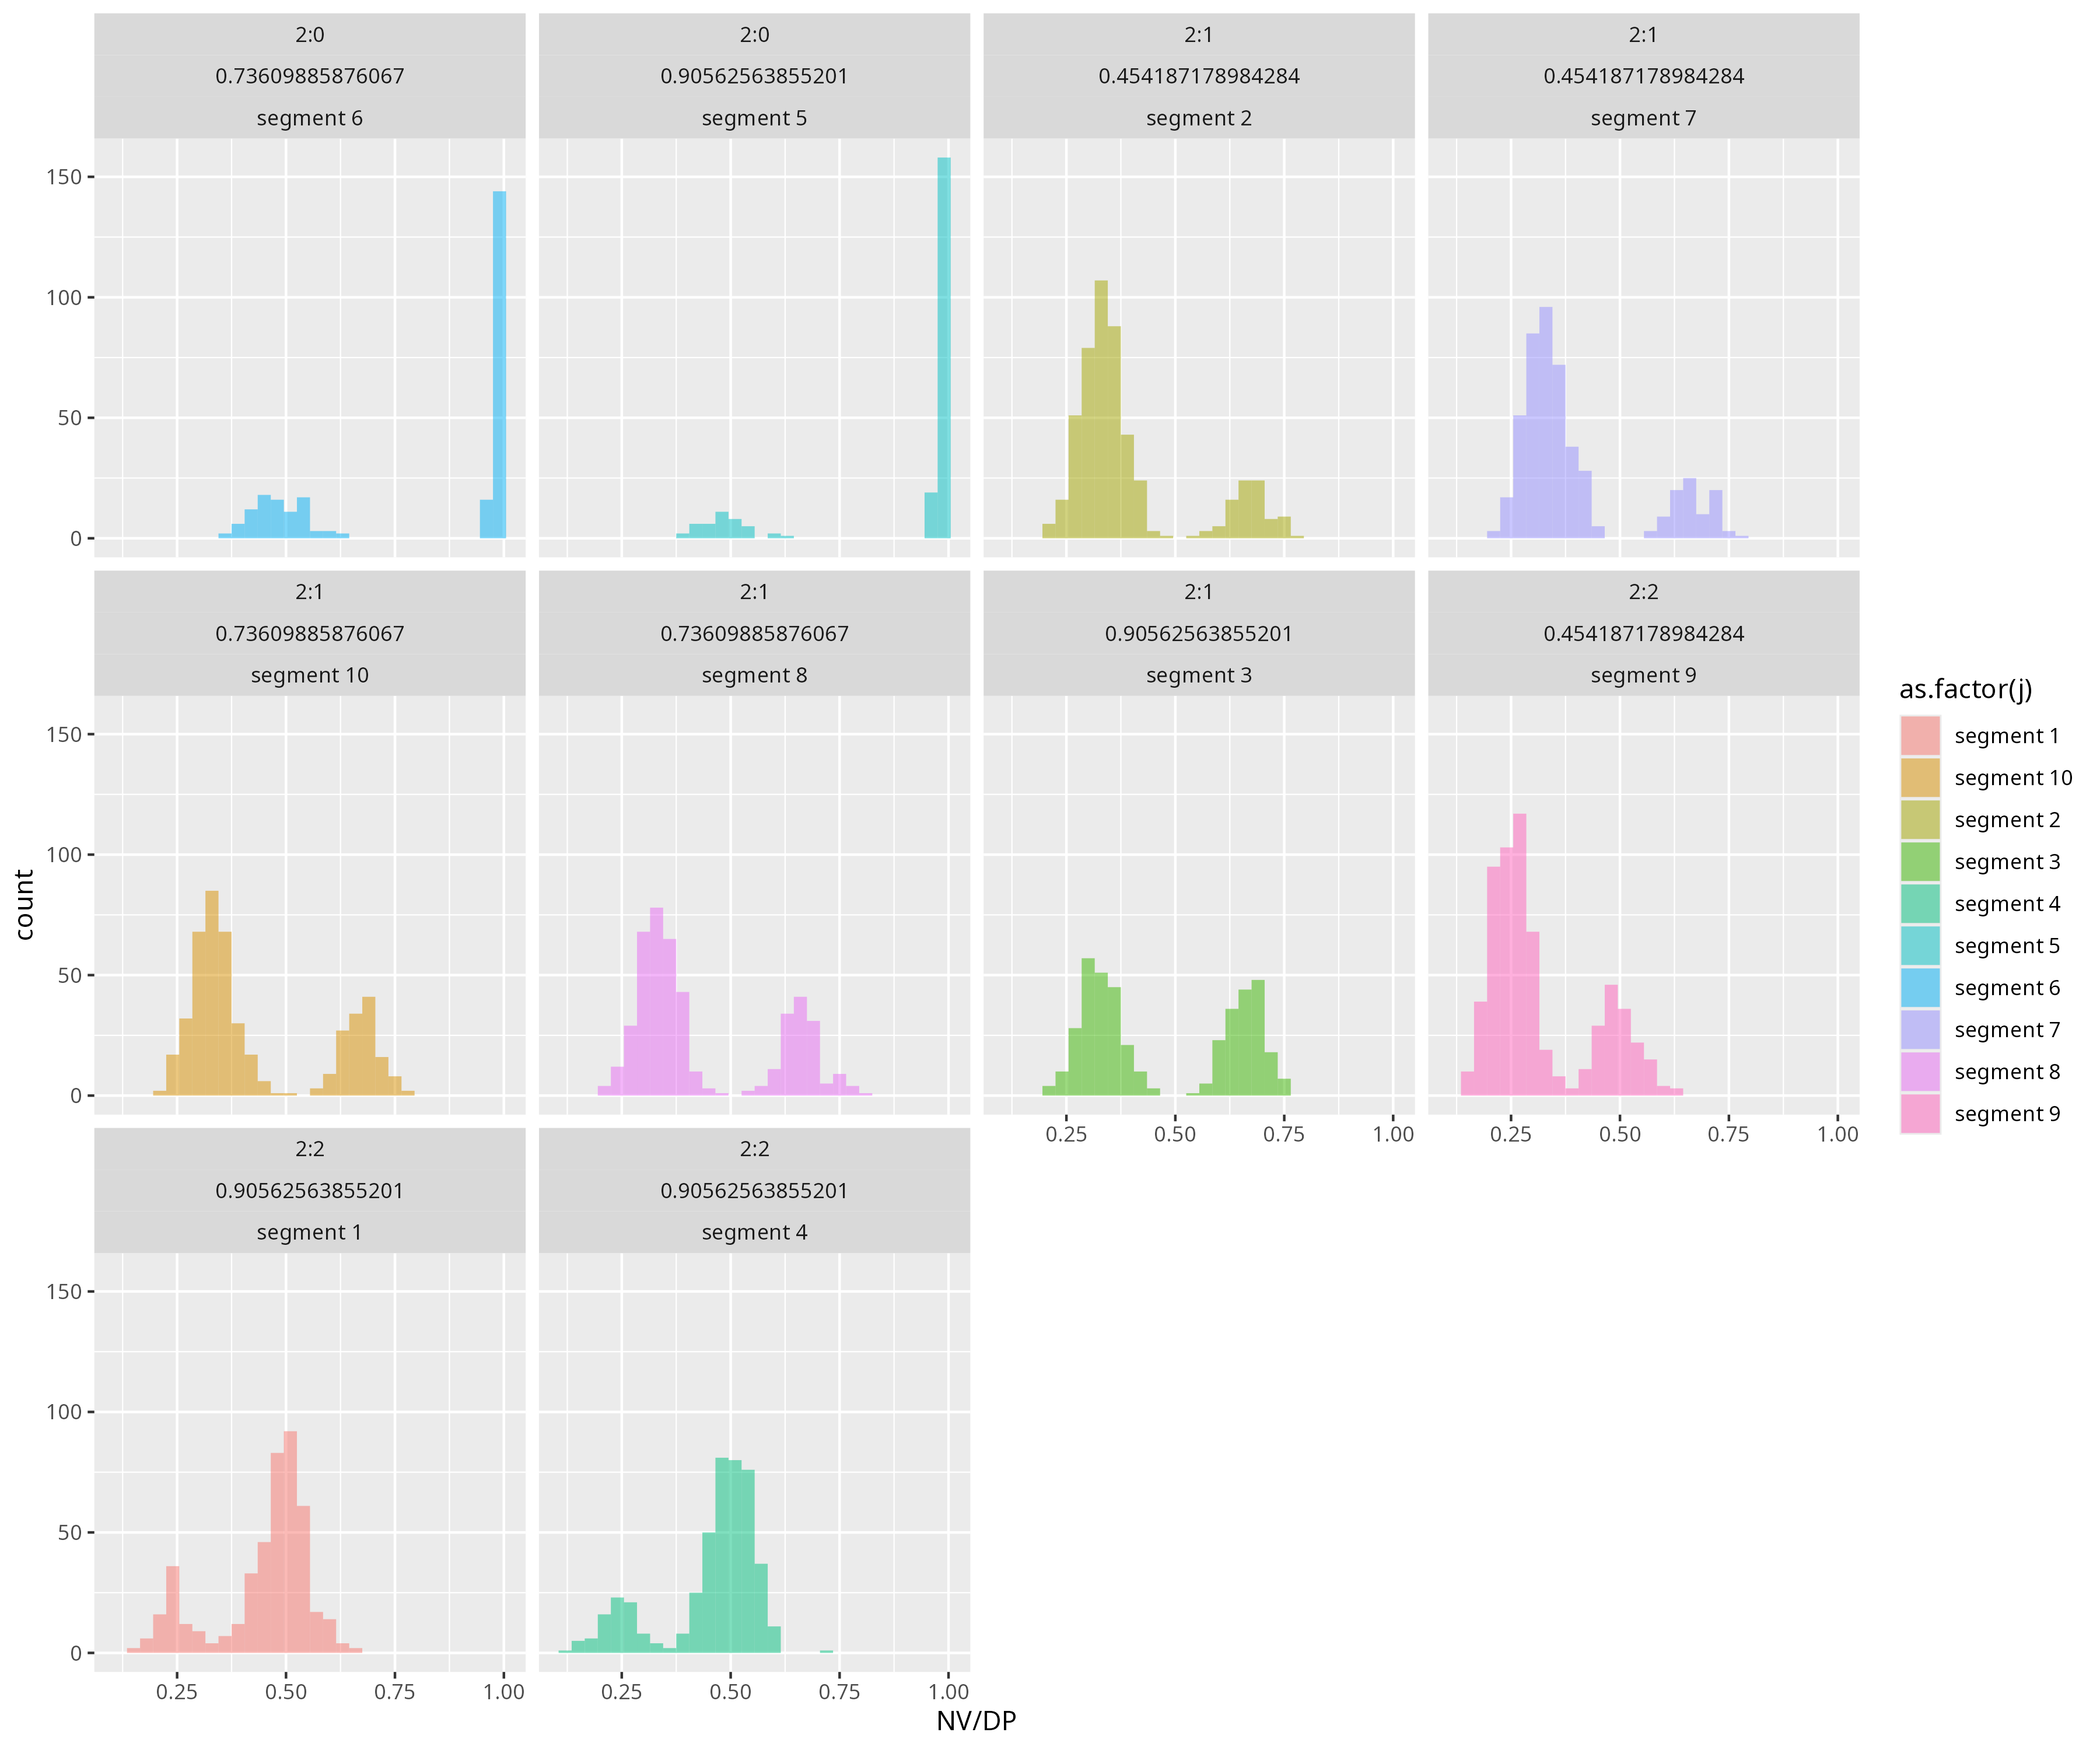 2:0
0.73609885876067
segment 6
2:0
0.90562563855201
segment 5
2:1
0.454187178984284
segment 2
2:1
0.454187178984284
segment 7
150
100
50
0
2:1
0.73609885876067
segment 10
2:1
0.73609885876067
segment 8
2:1
0.90562563855201
segment 3
2:2
0.454187178984284
segment 9
150
100
50
0
0.25 0.50 0.75 1.00
0.25 0.50 0.75 1.00
2:2
0.90562563855201
segment 1
2:2
0.90562563855201
segment 4
150
100
50
0
0.25 0.50 0.75 1.00
0.25 0.50 0.75 1.00
NV/DP
count
as.factor(j)
segment 1
segment 10
segment 2
segment 3
segment 4
segment 5
segment 6
segment 7
segment 8
segment 9